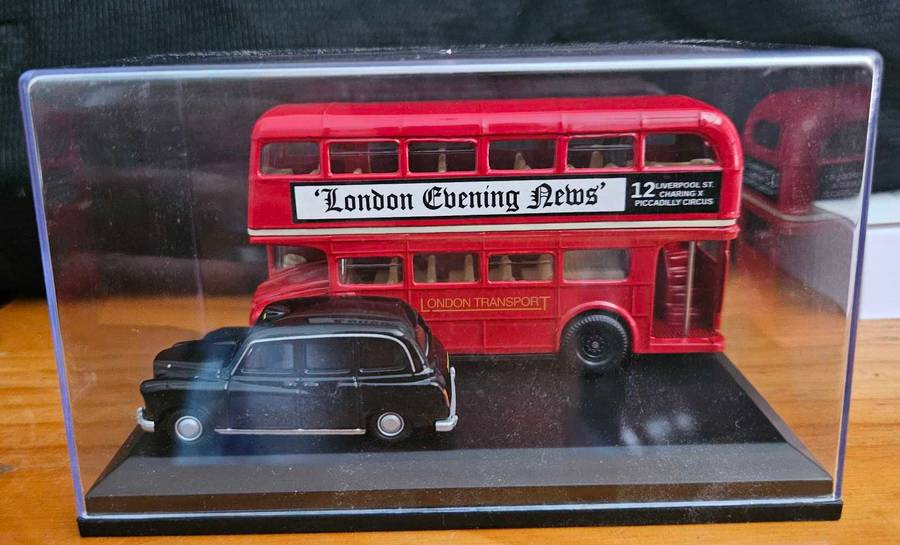 'London Evening News'
12 LIVERPOOL ST.
CHARING X
PICCADILLY CIRCUS
LONDON TRANSPORT